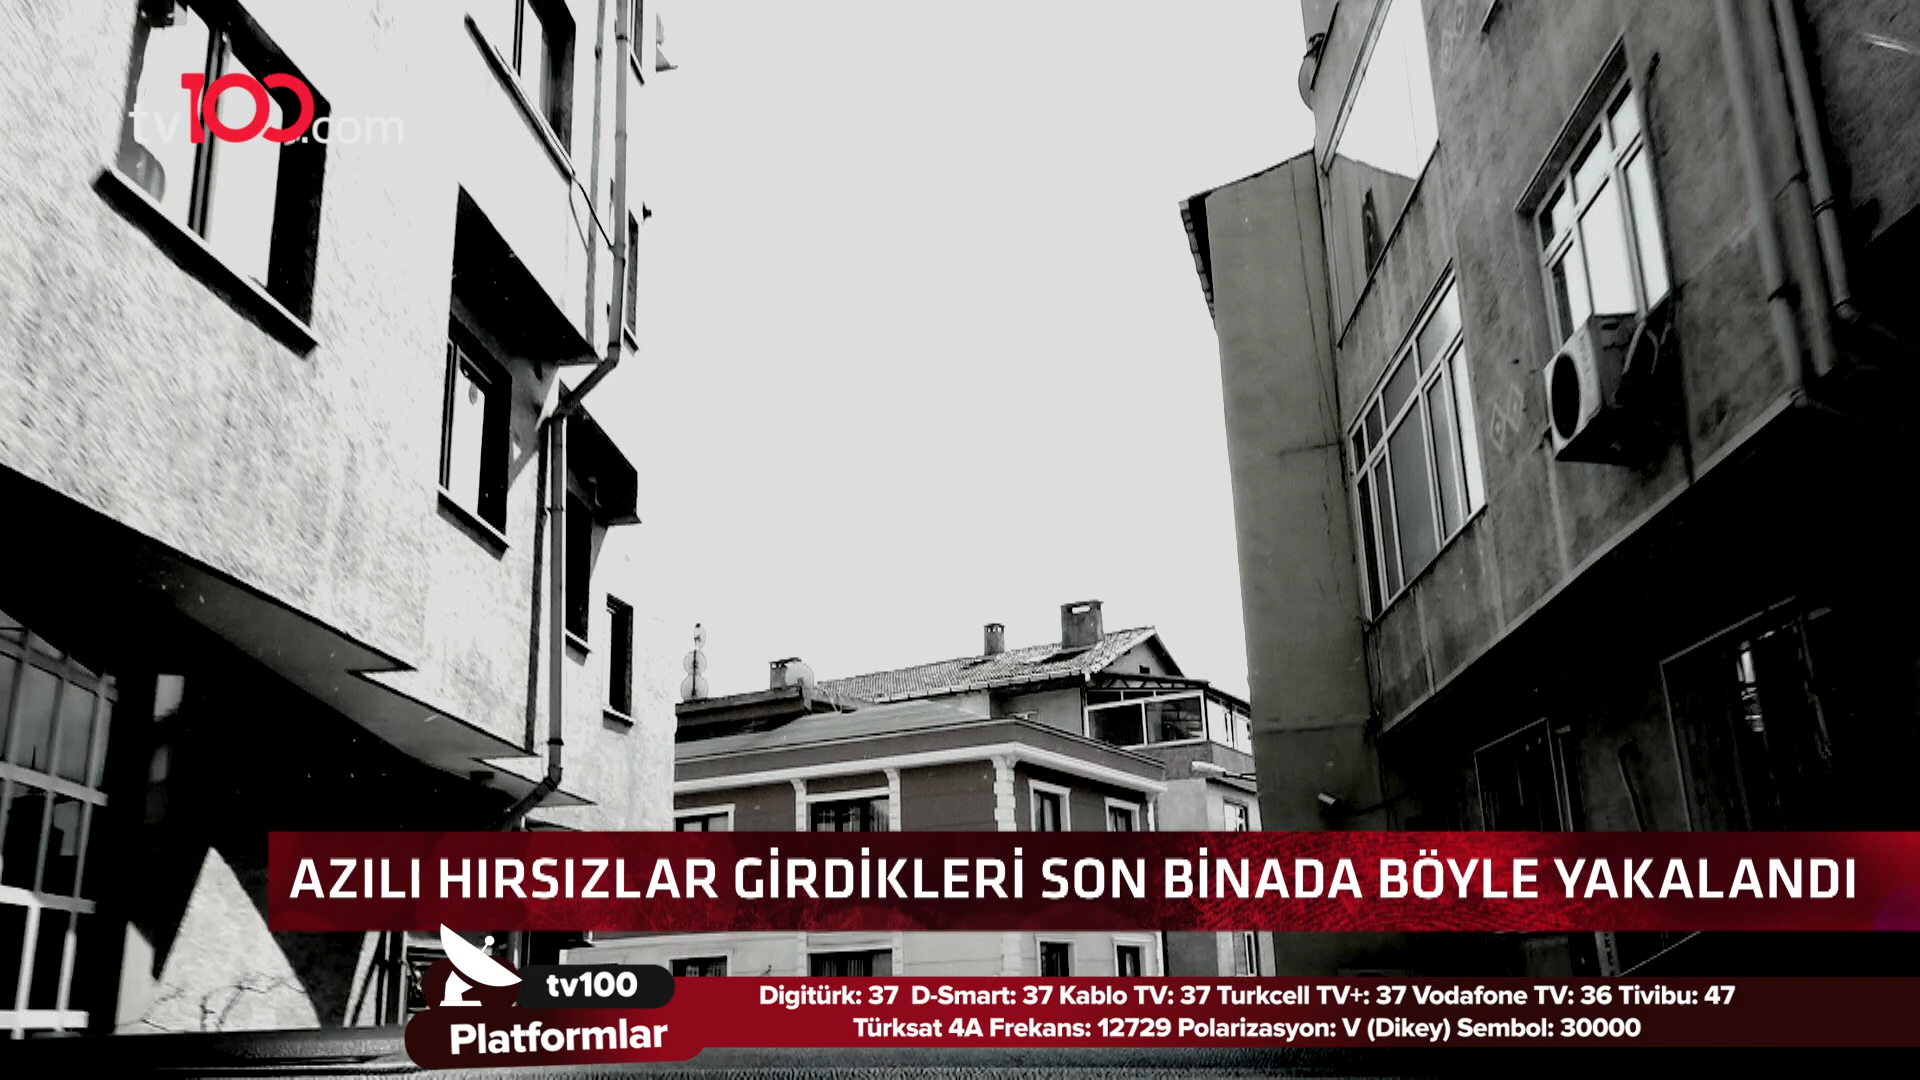 tv100.com
AZILI HIRSIZLAR GİRDİKLERİ SON BİNADA BÖYLE YAKALANDI
tv100
Platformlar
Digitürk: 37 D-Smart: 37 Kablo TV: 37 Turkcell TV+: 37 Vodafone TV: 36 Tivibu: 47
Türksat 4A Frekans: 12729 Polarizasyon: V (Dikey) Sembol: 30000